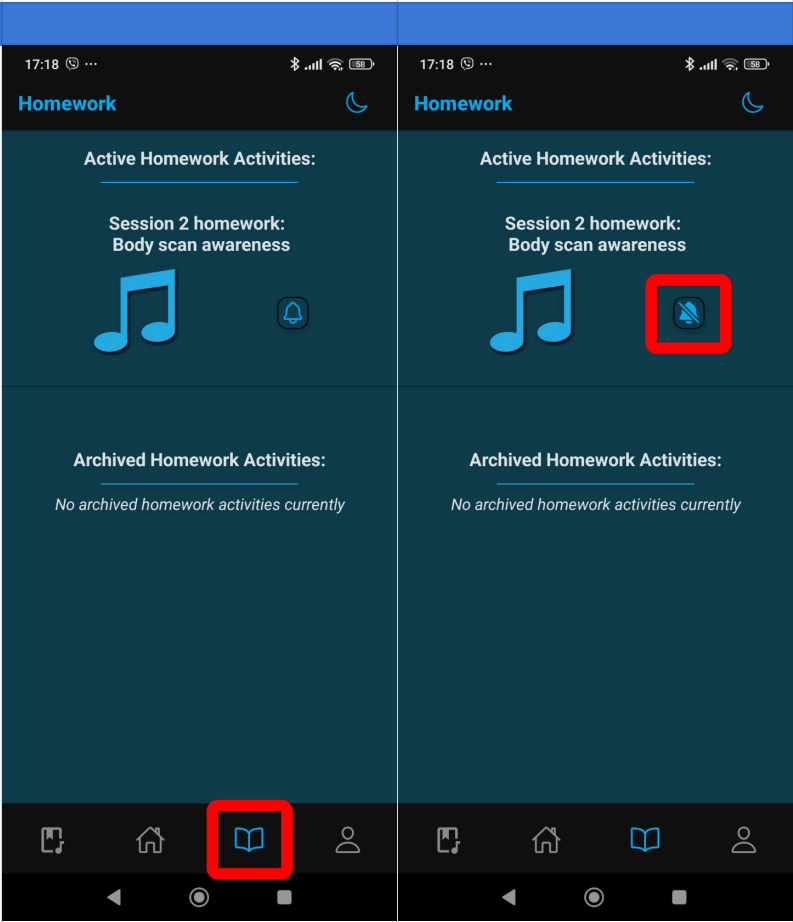 17:18
58
Homework
Active Homework Activities:
Session 2 homework:
Body scan awareness
Archived Homework Activities:
No archived homework activities currently
17:18
58
Homework
Active Homework Activities:
Session 2 homework:
Body scan awareness
Archived Homework Activities:
No archived homework activities currently